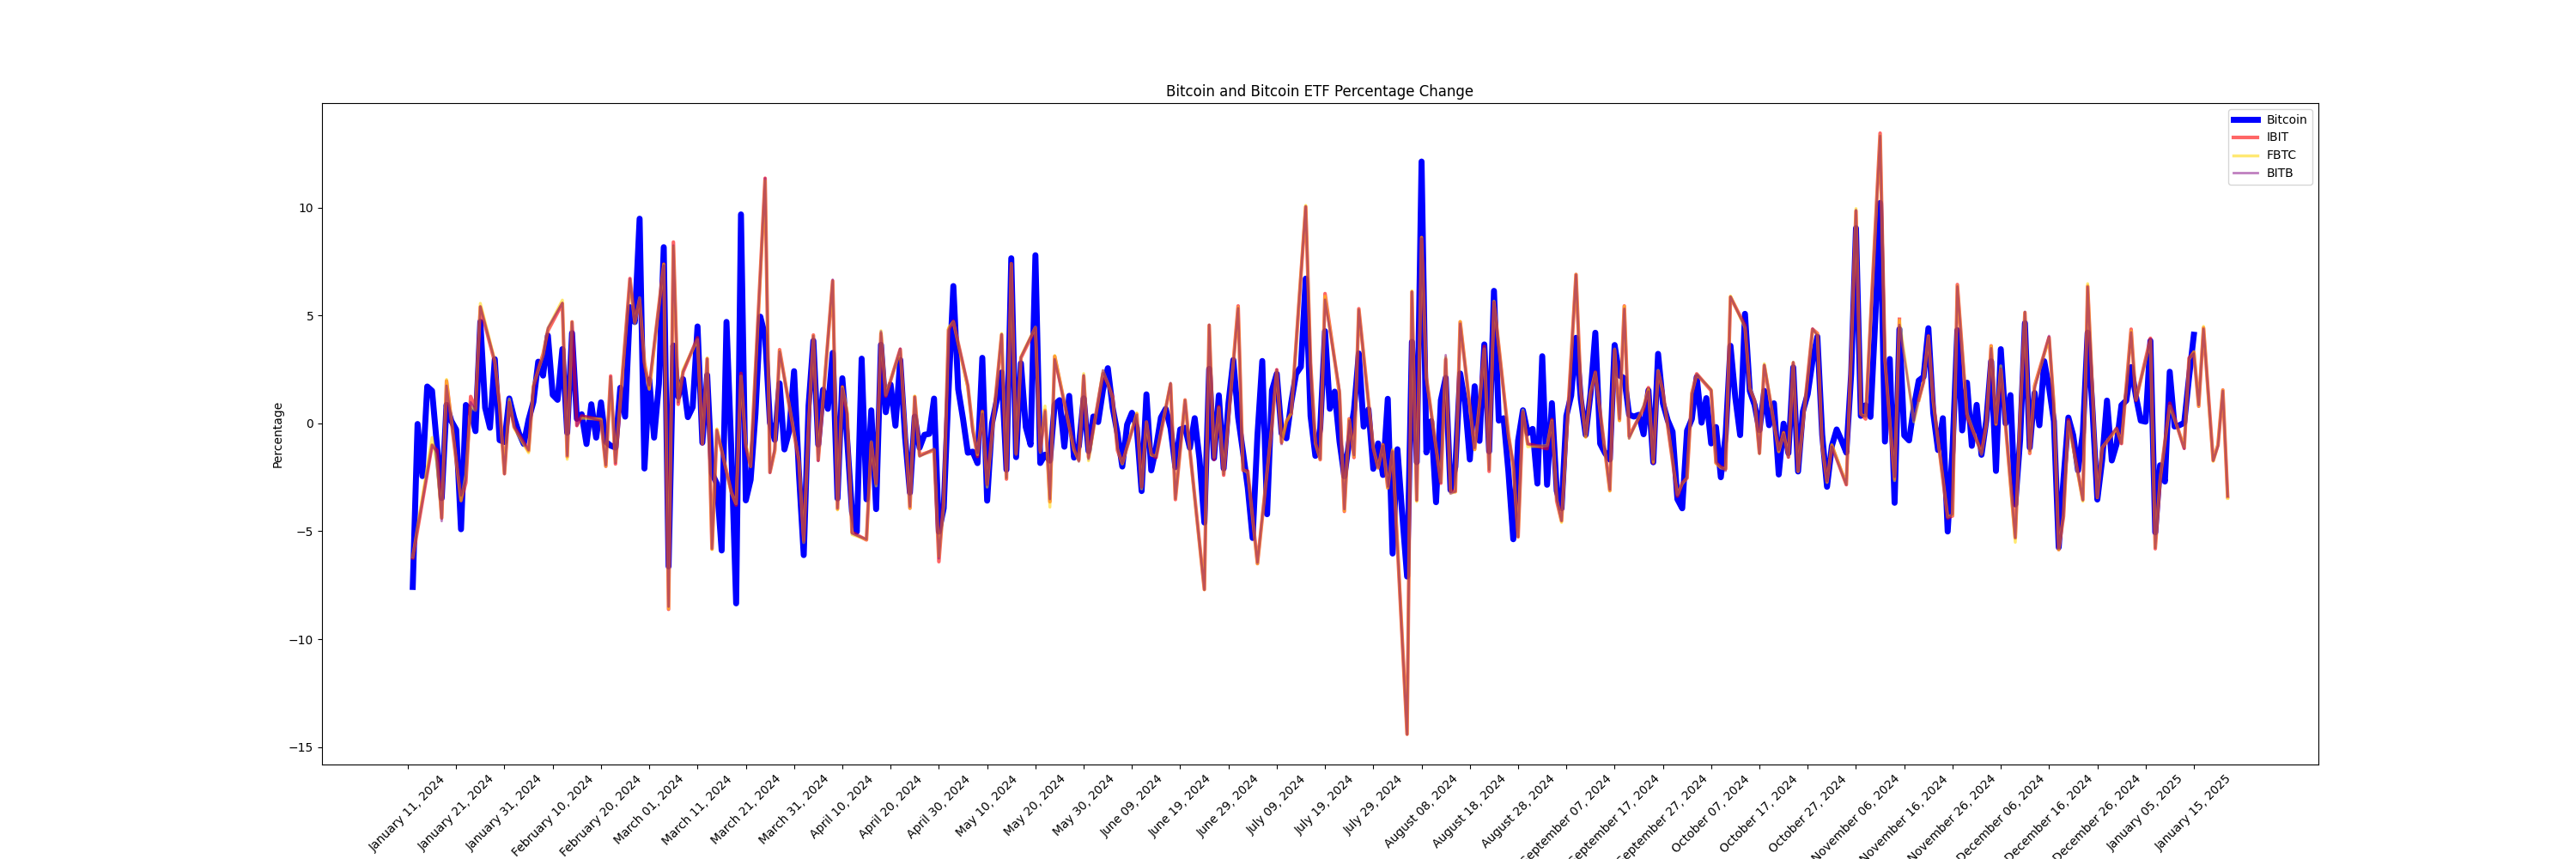 Bitcoin and Bitcoin ETF Percentage Change
Bitcoin
IBIT
FBTC
BITB
Percentage
10
5
0
−5
−10
−15
January 11, 2024
January 21, 2024
January 31, 2024
February 10, 2024
February 20, 2024
March 01, 2024
March 11, 2024
March 21, 2024
March 31, 2024
April 10, 2024
April 20, 2024
April 30, 2024
May 10, 2024
May 20, 2024
May 30, 2024
June 09, 2024
June 19, 2024
June 29, 2024
July 09, 2024
July 19, 2024
July 29, 2024
August 08, 2024
August 18, 2024
August 28, 2024
September 07, 2024
September 17, 2024
September 27, 2024
October 07, 2024
October 17, 2024
October 27, 2024
November 06, 2024
November 16, 2024
November 26, 2024
December 06, 2024
December 16, 2024
December 26, 2024
January 05, 2025
January 15, 2025